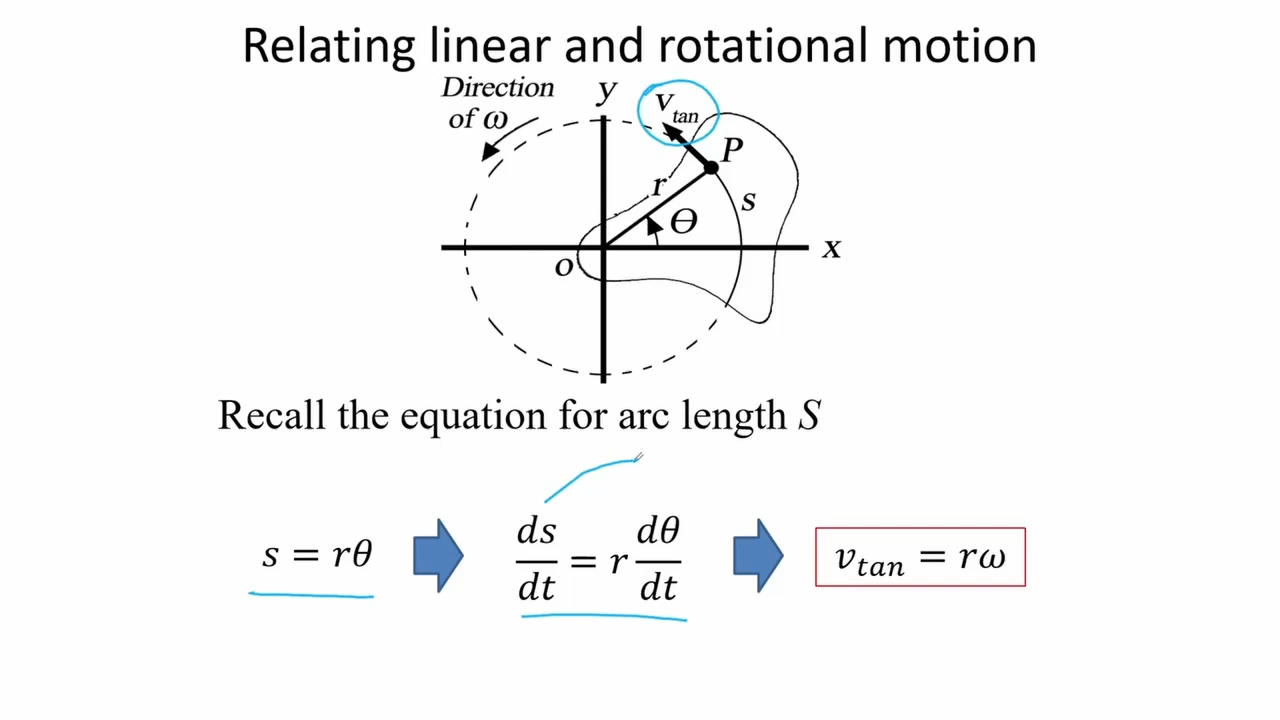 Relating linear and rotational motion
Direction
of ω
y
v_tan
P
r
s
Θ
x
o
Recall the equation for arc length S
s = rθ
ds/dt = r dθ/dt
v_tan = rω